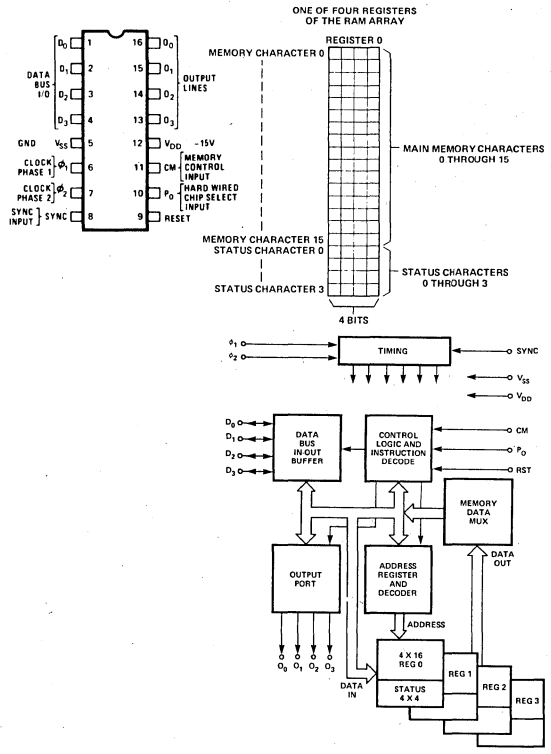 ONE OF FOUR REGISTERS
OF THE RAM ARRAY
REGISTER 0
MEMORY CHARACTER 0
MAIN MEMORY CHARACTERS
0 THROUGH 15
MEMORY CHARACTER 15
STATUS CHARACTER 0
STATUS CHARACTERS
0 THROUGH 3
STATUS CHARACTER 3
4 BITS
DATA
BUS
I/O
D0 1 16 O0
D1 2 15 O1
D2 3 14 O2
D3 4 13 O3
OUTPUT
LINES
GND VSS 5 12 VDD -15V
CLOCK
PHASE 1
ϕ1 6 11 CM
MEMORY
CONTROL
INPUT
CLOCK
PHASE 2
ϕ2 7 10 P0
HARD WIRED
CHIP SELECT
INPUT
SYNC
INPUT
SYNC 8 9 RESET
ϕ1
ϕ2
TIMING
SYNC
VSS
VDD
D0
D1
D2
D3
DATA
BUS
IN-OUT
BUFFER
CONTROL
LOGIC AND
INSTRUCTION
DECODE
CM
P0
RST
MEMORY
DATA
MUX
OUTPUT
PORT
ADDRESS
REGISTER
AND
DECODER
DATA
OUT
ADDRESS
O0 O1 O2 O3
DATA
IN
4 X 16
REG 0
STATUS
4 X 4
REG 1
REG 2
REG 3